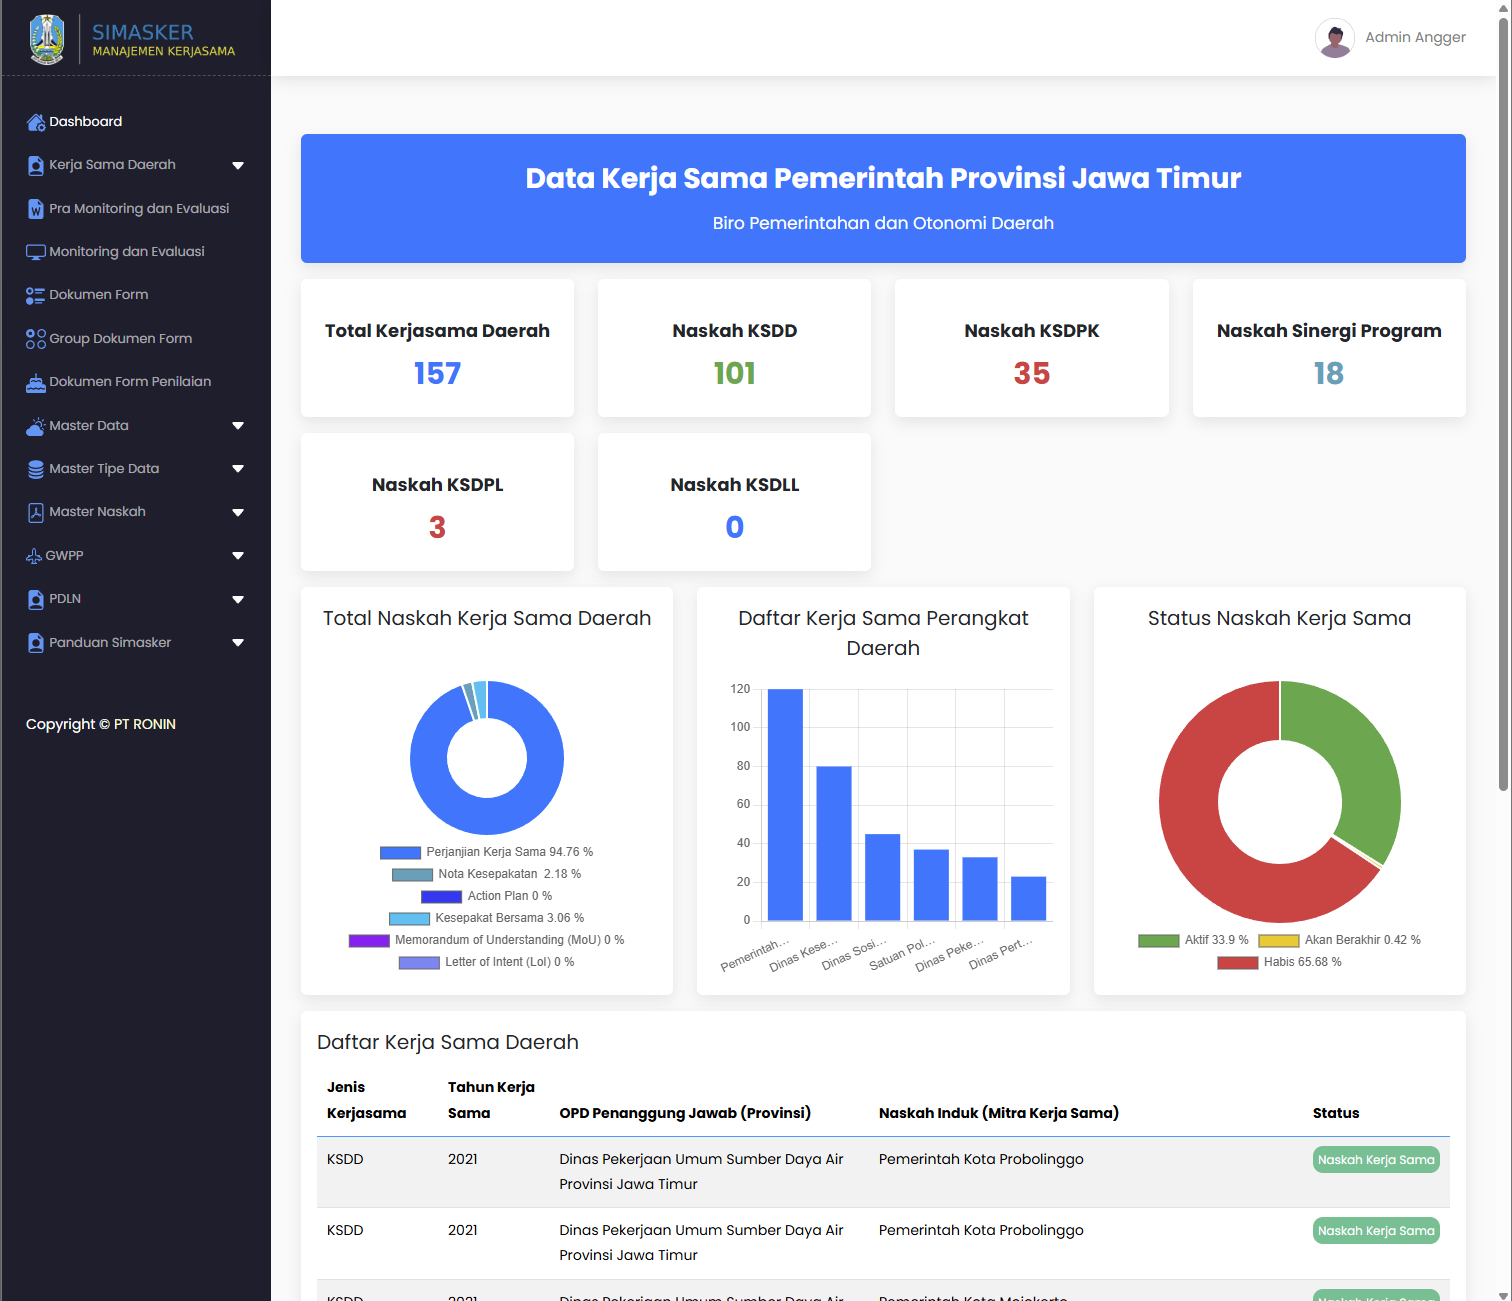 SIMASKER
MANAJEMEN KERJASAMA
Admin Angger
Dashboard
Kerja Sama Daerah
Pra Monitoring dan Evaluasi
Monitoring dan Evaluasi
Dokumen Form
Group Dokumen Form
Dokumen Form Penilaian
Master Data
Master Tipe Data
Master Naskah
GWPP
PDLN
Panduan Simasker
Copyright © PT RONIN
Data Kerja Sama Pemerintah Provinsi Jawa Timur
Biro Pemerintahan dan Otonomi Daerah
Total Kerjasama Daerah
157
Naskah KSDD
101
Naskah KSDPK
35
Naskah Sinergi Program
18
Naskah KSDPL
3
Naskah KSDLL
0
Total Naskah Kerja Sama Daerah
Perjanjian Kerja Sama 94.76 %
Nota Kesepakatan 2.18 %
Action Plan 0 %
Kesepakat Bersama 3.06 %
Memorandum of Understanding (MoU) 0 %
Letter of Intent (LoI) 0 %
Daftar Kerja Sama Perangkat
Daerah
120
100
80
60
40
20
0
Pemerintah...
Dinas Kese...
Dinas Sosi...
Satuan Pol...
Dinas Peke...
Dinas Pert...
Status Naskah Kerja Sama
Aktif 33.9 %
Akan Berakhir 0.42 %
Habis 65.68 %
Daftar Kerja Sama Daerah
Jenis Kerjasama
Tahun Kerja Sama
OPD Penanggung Jawab (Provinsi)
Naskah Induk (Mitra Kerja Sama)
Status
KSDD 2021 Dinas Pekerjaan Umum Sumber Daya Air Pemerintah Kota Probolinggo Naskah Kerja Sama
Provinsi Jawa Timur
KSDD 2021 Dinas Pekerjaan Umum Sumber Daya Air Pemerintah Kota Probolinggo Naskah Kerja Sama
Provinsi Jawa Timur
KSDD 2021 Dinas Pekerjaan Umum Sumber Daya Air Pemerintah Kota Mojokerto Naskah Kerja Sama